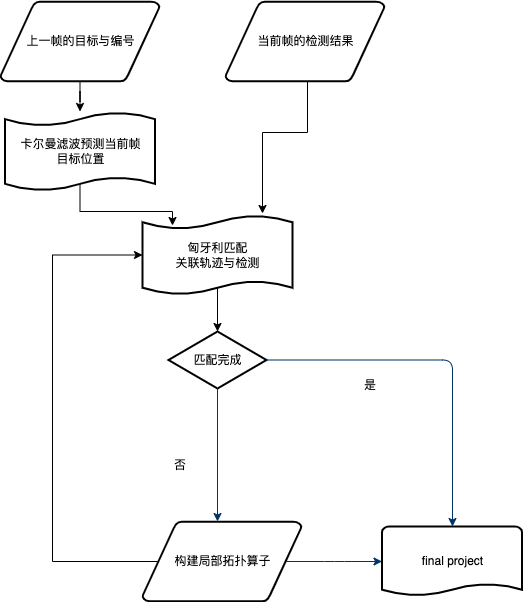 上一帧的目标与编号
当前帧的检测结果
卡尔曼滤波预测当前帧
目标位置
匈牙利匹配
关联轨迹与检测
匹配完成
是
否
构建局部拓扑算子
final project